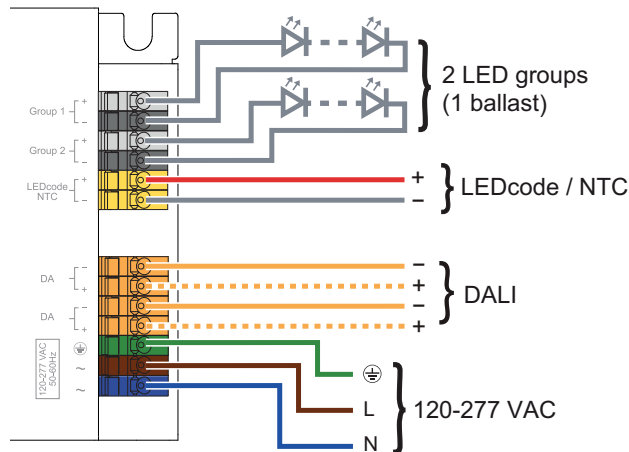 2 LED groups
(1 ballast)
Group 1
+
−
Group 2
+
−
LEDcode
NTC
+
−
+
−
LEDcode / NTC
DA
−
+
DA
−
+
−
+
−
+
DALI
120-277 VAC
50-60Hz
~
~
L
N
120-277 VAC